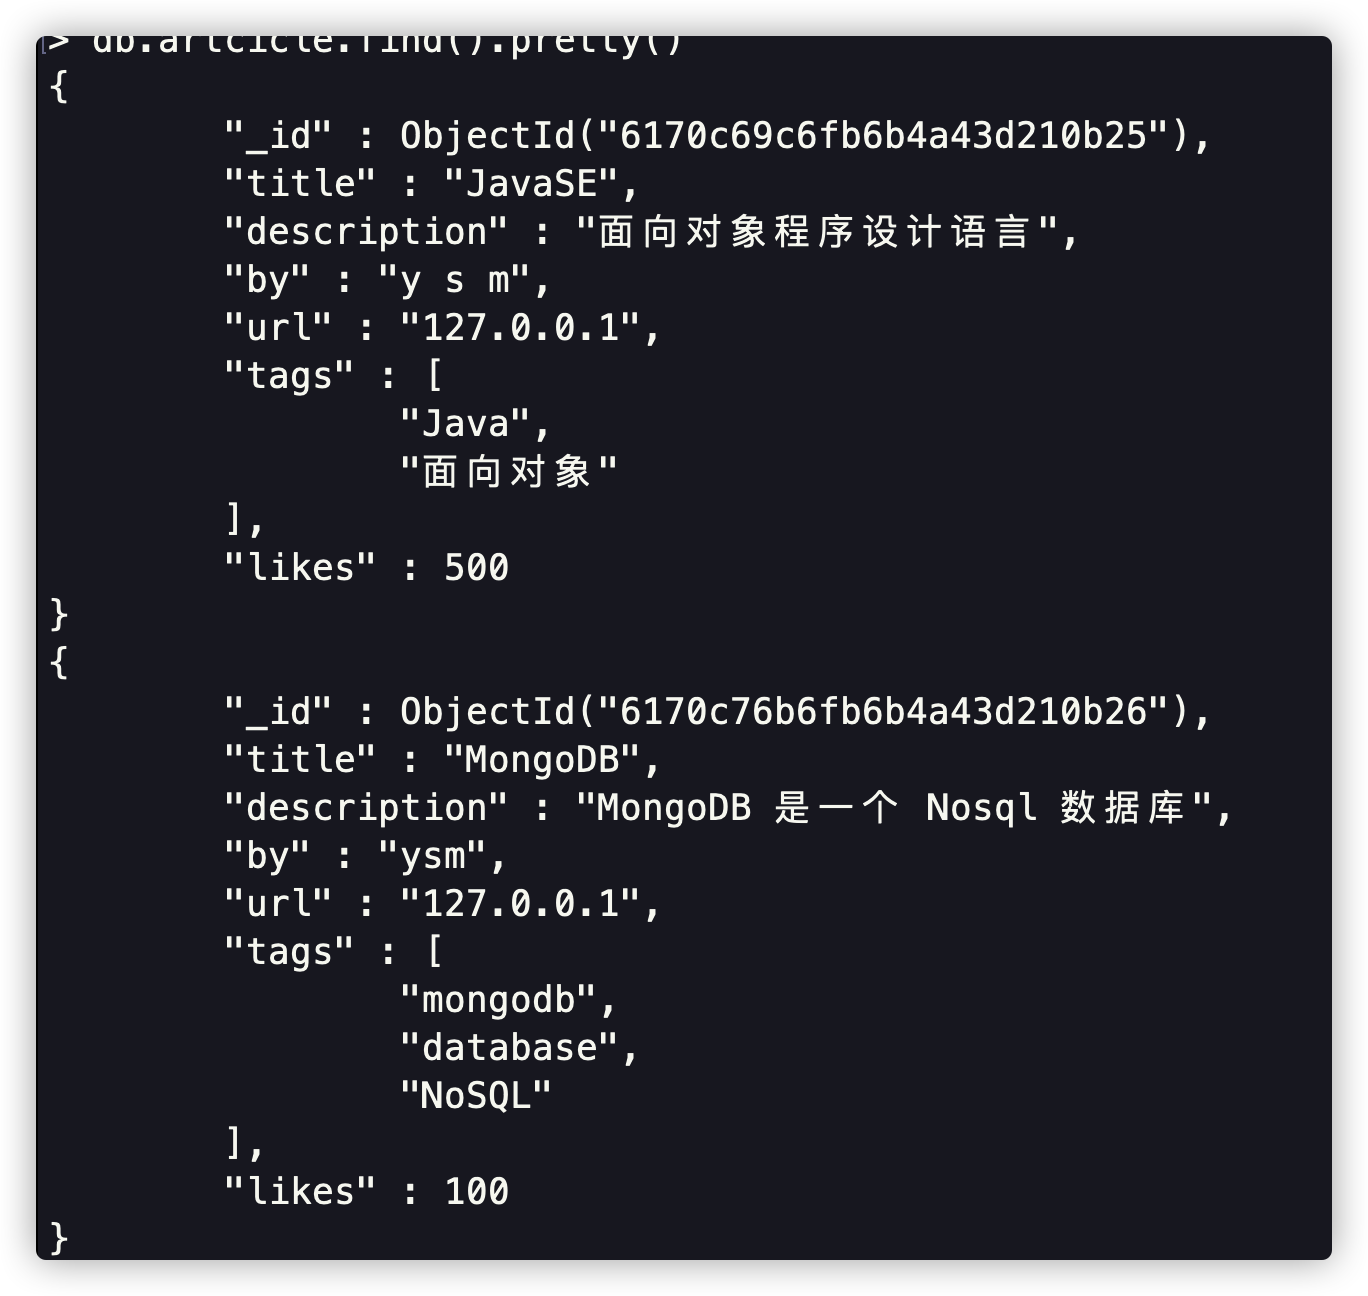 > db.artcicle.find().pretty()
{
"_id" : ObjectId("6170c69c6fb6b4a43d210b25"),
"title" : "JavaSE",
"description" : "面向对象程序设计语言",
"by" : "y s m",
"url" : "127.0.0.1",
"tags" : [
"Java",
"面向对象"
],
"likes" : 500
}
{
"_id" : ObjectId("6170c76b6fb6b4a43d210b26"),
"title" : "MongoDB",
"description" : "MongoDB 是一个 Nosql 数据库",
"by" : "ysm",
"url" : "127.0.0.1",
"tags" : [
"mongodb",
"database",
"NoSQL"
],
"likes" : 100
}